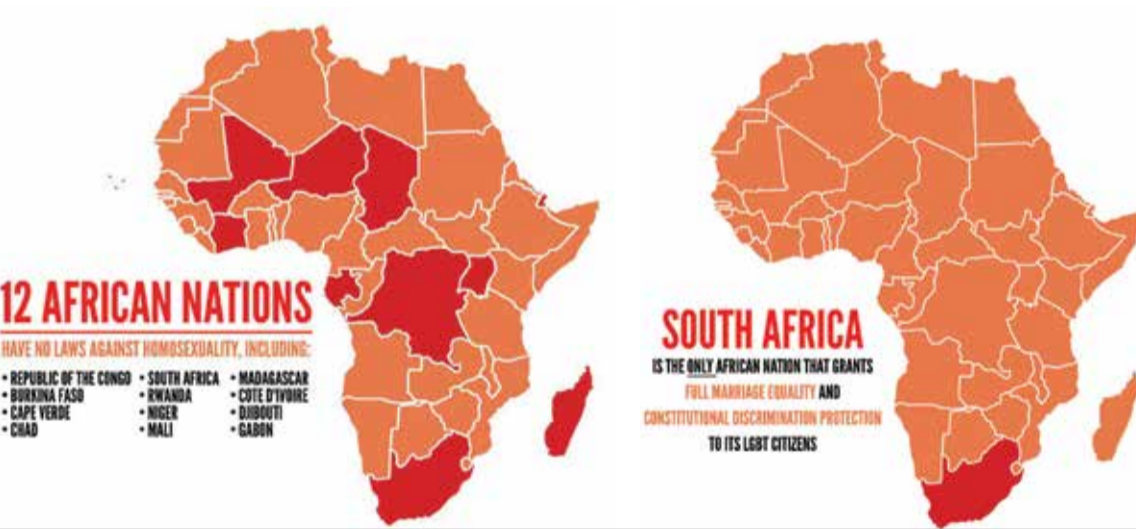 12 AFRICAN NATIONS
HAVE NO LAWS AGAINST HOMOSEXUALITY, INCLUDING:
• REPUBLIC OF THE CONGO
• BURKINA FASO
• CAPE VERDE
• CHAD
• SOUTH AFRICA
• RWANDA
• NIGER
• MALI
• MADAGASCAR
• COTE D'IVOIRE
• DJIBOUTI
• GABON
SOUTH AFRICA
IS THE ONLY AFRICAN NATION THAT GRANTS
FULL MARRIAGE EQUALITY AND
CONSTITUTIONAL DISCRIMINATION PROTECTION
TO ITS LGBT CITIZENS